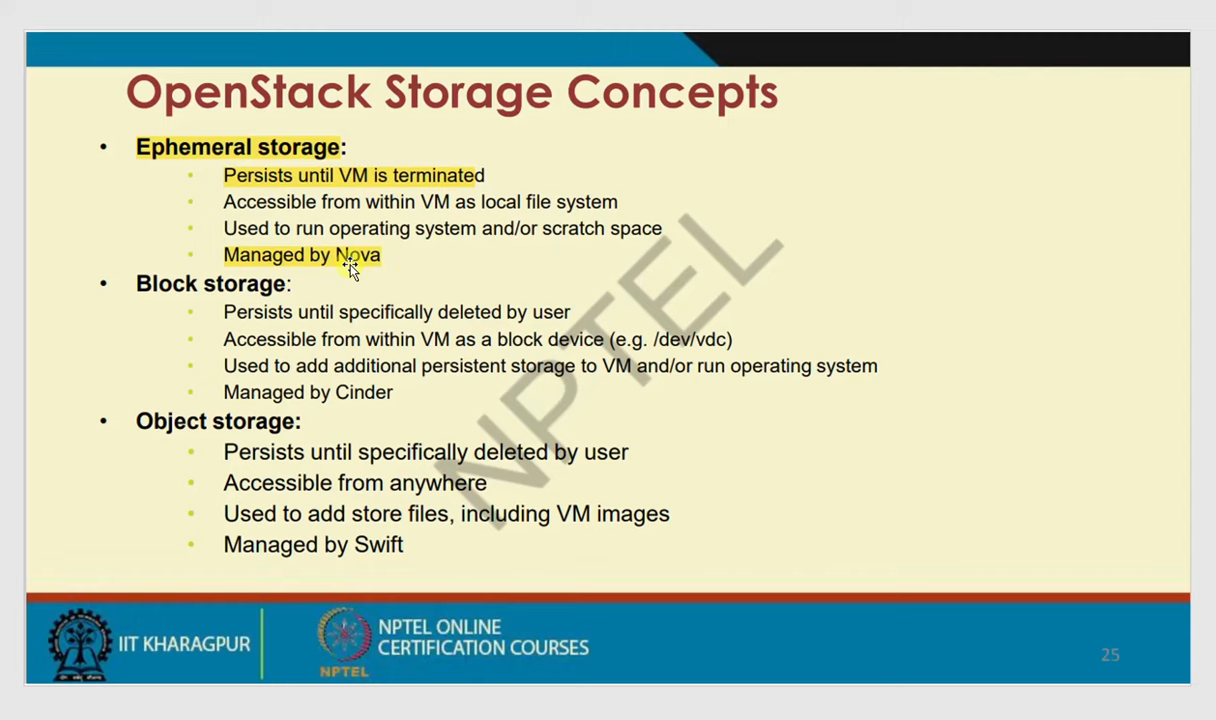 OpenStack Storage Concepts
• Ephemeral storage:
• Persists until VM is terminated
• Accessible from within VM as local file system
• Used to run operating system and/or scratch space
• Managed by Nova
• Block storage:
• Persists until specifically deleted by user
• Accessible from within VM as a block device (e.g. /dev/vdc)
• Used to add additional persistent storage to VM and/or run operating system
• Managed by Cinder
• Object storage:
• Persists until specifically deleted by user
• Accessible from anywhere
• Used to add store files, including VM images
• Managed by Swift
NPTEL
IIT KHARAGPUR
NPTEL ONLINE
CERTIFICATION COURSES
NPTEL
25